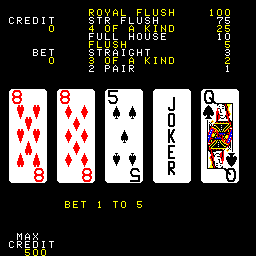 ROYAL FLUSH 100
CREDIT STR FLUSH 75
0 4 OF A KIND 25
FULL HOUSE 10
FLUSH 5
BET STRAIGHT 3
0 3 OF A KIND 2
2 PAIR 1
8 8 5 JOKER Q
8 8 5 Q
BET 1 TO 5
MAX
CREDIT
500